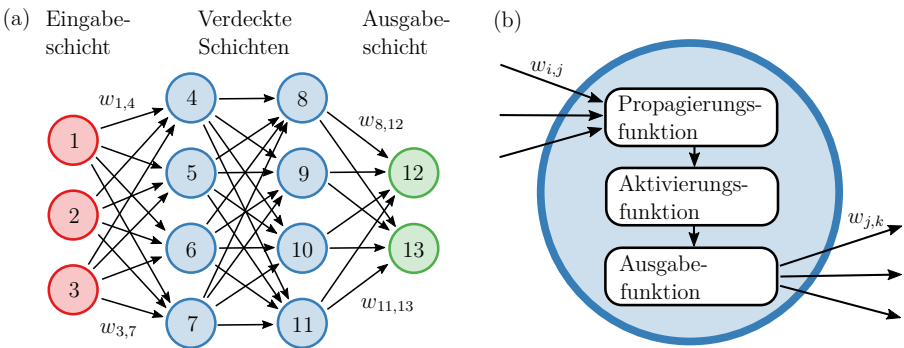 (a)
Eingabe-
schicht
Verdeckte
Schichten
Ausgabe-
schicht
w1,4
w8,12
1
2
3
4
5
6
7
8
9
10
11
12
13
w3,7
w11,13
(b)
wi,j
Propagierungs-
funktion
Aktivierungs-
funktion
Ausgabe-
funktion
wj,k